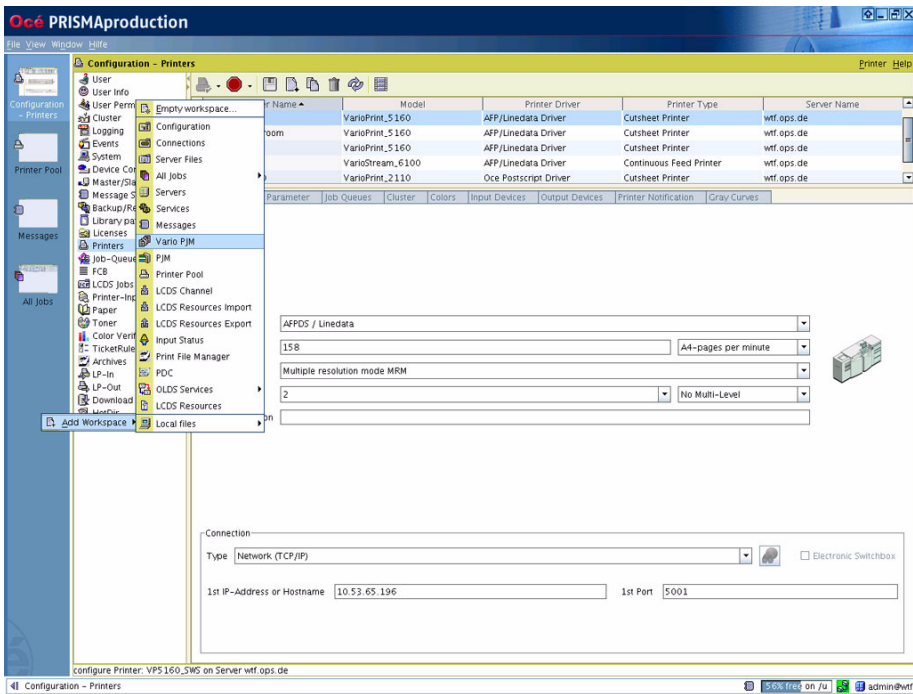 Océ PRISMAproduction
File View Window Hilfe
Configuration - Printers
Printer Help
Configuration
- Printers
Printer Pool
Messages
All Jobs
User
User Info
User Perm
Cluster
Logging
Events
System
Device Cor
Master/Sla
Message S
Backup/Re
Library pa
Licenses
Printers
Job-Queue
FCB
LCDS Jobs
Printer-Inp
Paper
Toner
Color Verif
TicketRule
Archives
LP-In
LP-Out
Download
HotDir
Add Workspace
Empty workspace...
Configuration
Connections
Server Files
All Jobs
Servers
Services
Messages
Vario PJM
PJM
Printer Pool
LCDS Channel
LCDS Resources Import
LCDS Resources Export
Input Status
Print File Manager
PDC
OLDS Services
LCDS Resources
Local files
r Name Model Printer Driver Printer Type Server Name
VarioPrint_5160 AFP/Linedata Driver Cutsheet Printer wtf.ops.de
room VarioPrint_5160 AFP/Linedata Driver Cutsheet Printer wtf.ops.de
VarioPrint_5160 AFP/Linedata Driver Cutsheet Printer wtf.ops.de
VarioStream_6100 AFP/Linedata Driver Continuous Feed Printer wtf.ops.de
VarioPrint_2110 Oce Postscript Driver Cutsheet Printer wtf.ops.de
Parameter Job Queues Cluster Colors Input Devices Output Devices Printer Notification Gray Curves
AFPDS / Linedata
158 A4-pages per minute
Multiple resolution mode MRM
2 No Multi-Level
on
Connection
Type Network (TCP/IP) Electronic Switchbox
1st IP-Address or Hostname 10.53.65.196 1st Port 5001
configure Printer: VP5160_SWS on Server wtf.ops.de
Configuration - Printers 56% free on /u admin@wtf